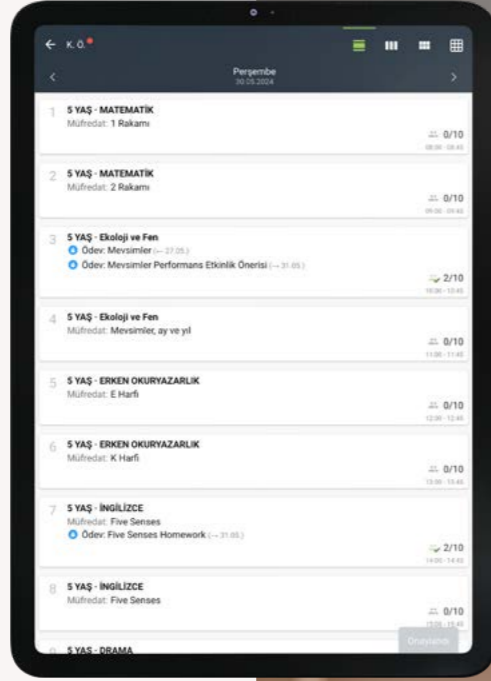 K. Ö.
Perşembe
30.05.2024
1 5 YAŞ - MATEMATİK
Müfredat: 1 Rakamı
0/10
08:00 - 08:45
2 5 YAŞ - MATEMATİK
Müfredat: 2 Rakamı
0/10
09:00 - 09:45
3 5 YAŞ - Ekoloji ve Fen
Ödev: Mevsimler (← 27.05.)
Ödev: Mevsimler Performans Etkinlik Önerisi (→ 31.05.)
2/10
10:00 - 10:45
4 5 YAŞ - Ekoloji ve Fen
Müfredat: Mevsimler, ay ve yıl
0/10
11:00 - 11:45
5 5 YAŞ - ERKEN OKURYAZARLIK
Müfredat: E Harfi
0/10
12:00 - 12:45
6 5 YAŞ - ERKEN OKURYAZARLIK
Müfredat: K Harfi
0/10
13:00 - 13:45
7 5 YAŞ - İNGİLİZCE
Müfredat: Five Senses
Ödev: Five Senses Homework (→ 31.05.)
2/10
14:00 - 14:45
8 5 YAŞ - İNGİLİZCE
Müfredat: Five Senses
0/10
15:00 - 15:45
9 5 YAŞ - DRAMA